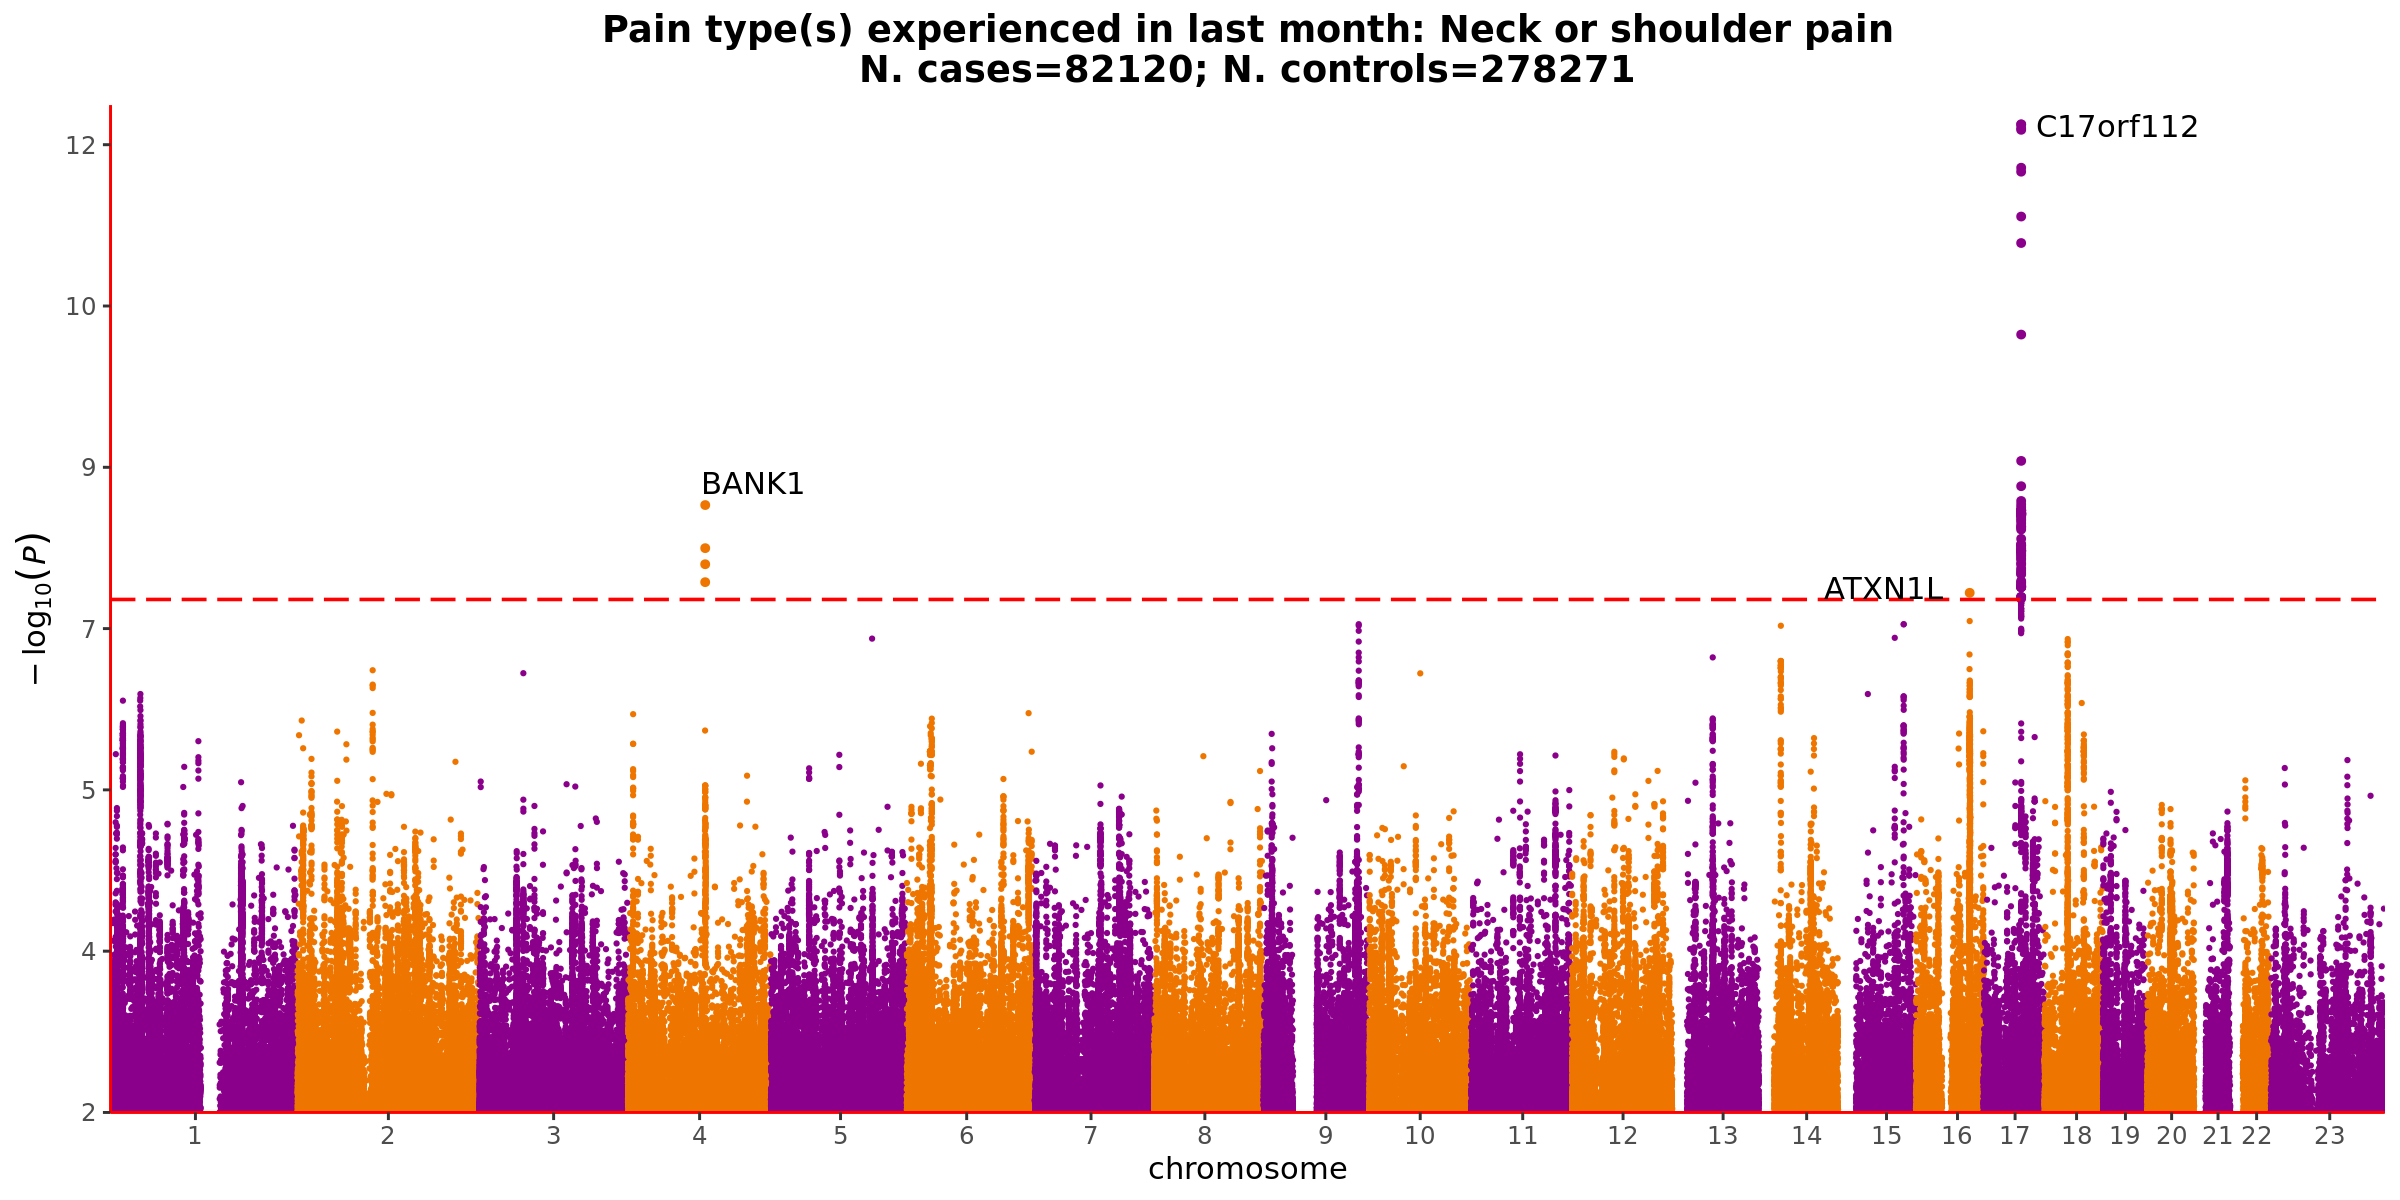 Pain type(s) experienced in last month: Neck or shoulder pain
N. cases=82120; N. controls=278271
12
C17orf112
10
9
BANK1
ATXN1L
7
5
4
2
−log10(P)
1 2 3 4 5 6 7 8 9 10 11 12 13 14 15 16 17 18 19 20 21 22 23
chromosome